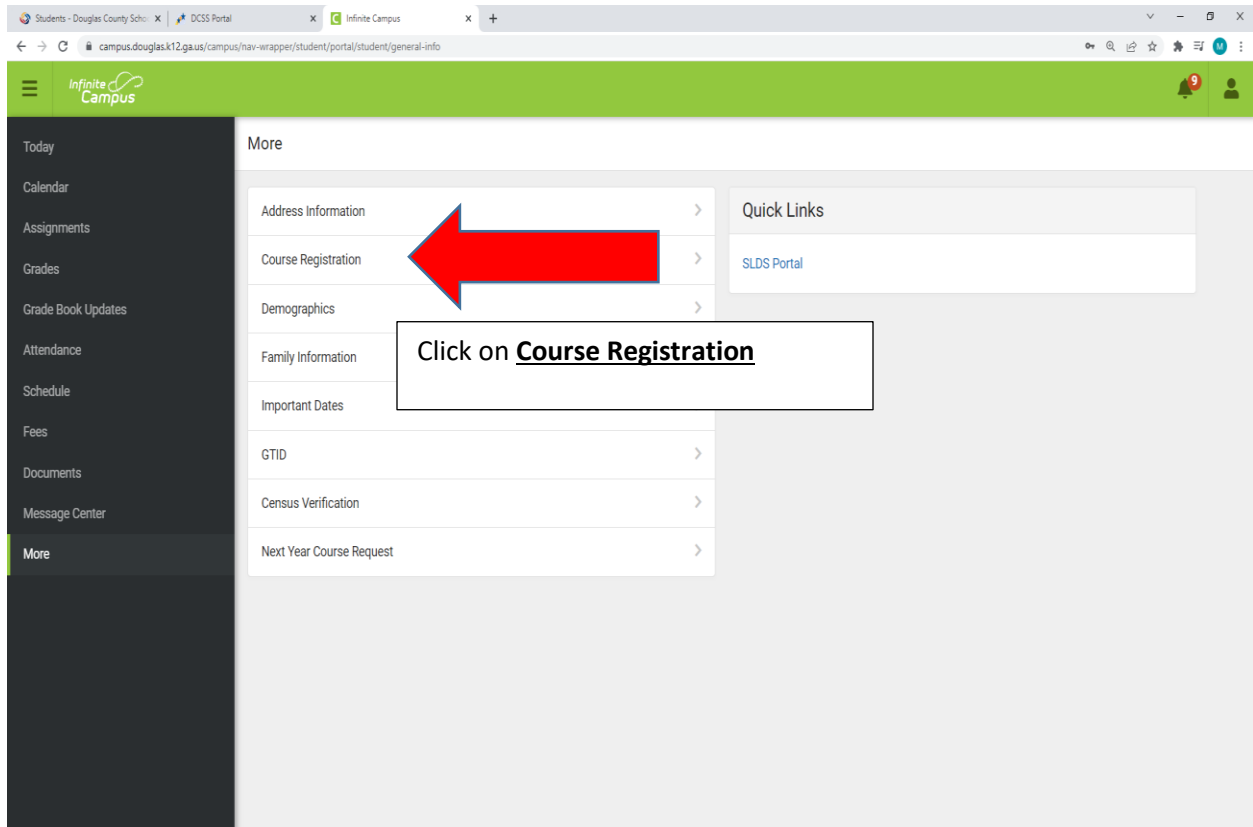 Students - Douglas County Scho
DCSS Portal
Infinite Campus
campus.douglas.k12.ga.us/campus/nav-wrapper/student/portal/student/general-info
M
Infinite
Campus
9
Today
Calendar
Assignments
Grades
Grade Book Updates
Attendance
Schedule
Fees
Documents
Message Center
More
More
Address Information
Course Registration
Demographics
Family Information
Important Dates
GTID
Census Verification
Next Year Course Request
Click on Course Registration
Quick Links
SLDS Portal